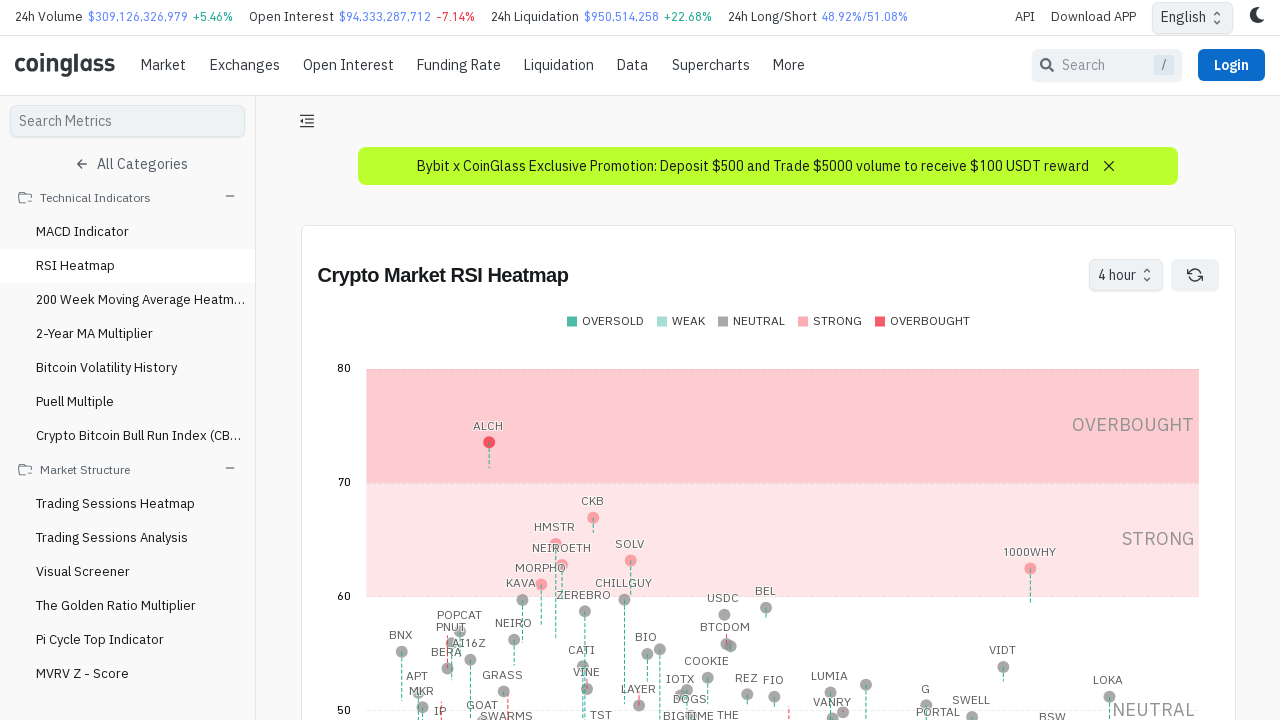 24h Volume $309,126,326,979 +5.46% Open Interest $94,333,287,712 -7.14% 24h Liquidation $950,514,258 +22.68% 24h Long/Short 48.92%/51.08% API Download APP English
coinglass Market Exchanges Open Interest Funding Rate Liquidation Data Supercharts More Search / Login
Search Metrics
All Categories
Technical Indicators
MACD Indicator
RSI Heatmap
200 Week Moving Average Heatm...
2-Year MA Multiplier
Bitcoin Volatility History
Puell Multiple
Crypto Bitcoin Bull Run Index (CB...
Market Structure
Trading Sessions Heatmap
Trading Sessions Analysis
Visual Screener
The Golden Ratio Multiplier
Pi Cycle Top Indicator
MVRV Z - Score
Bybit x CoinGlass Exclusive Promotion: Deposit $500 and Trade $5000 volume to receive $100 USDT reward
Crypto Market RSI Heatmap
4 hour
OVERSOLD WEAK NEUTRAL STRONG OVERBOUGHT
80
OVERBOUGHT
ALCH
70
CKB
HMSTR
STRONG
SOLV
NEIROETH
1000WHY
MORPHO
KAVA
CHILLGUY
BEL
ZEREBRO
60
USDC
POPCAT
NEIRO
PNUT
BTCDOM
BNX
BIO
AI16Z
CATI
VIDT
BERA
COOKIE
VINE
GRASS
APT
LUMIA
IOTX
REZ
FIO
LOKA
MKR
LAYER
G
DOGS
SWELL
VANRY
GOAT
50
NEUTRAL
IP
PORTAL
TST
THE
SWARMS
BIGTIME
BSW